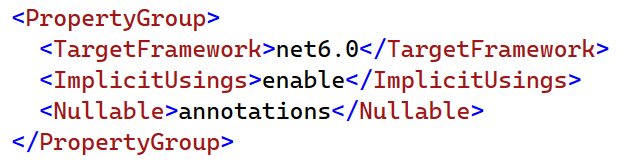 <PropertyGroup>
  <TargetFramework>net6.0</TargetFramework>
  <ImplicitUsings>enable</ImplicitUsings>
  <Nullable>annotations</Nullable>
</PropertyGroup>